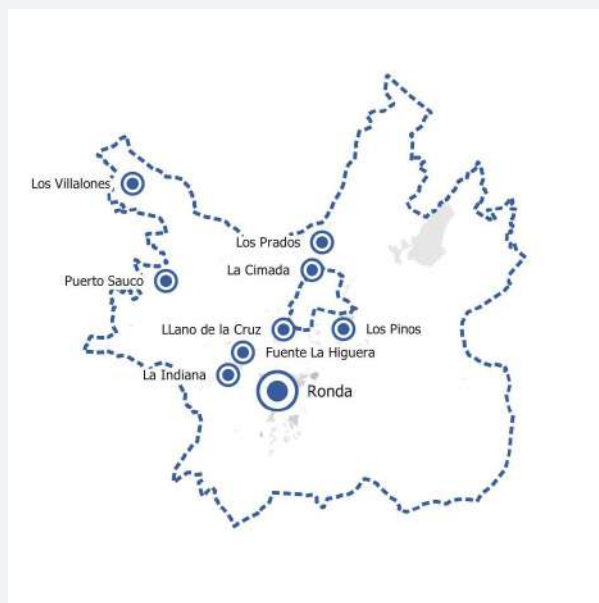 Los Villalones
Los Prados
La Cimada
Puerto Sauco
LLano de la Cruz
Los Pinos
Fuente La Higuera
La Indiana
Ronda